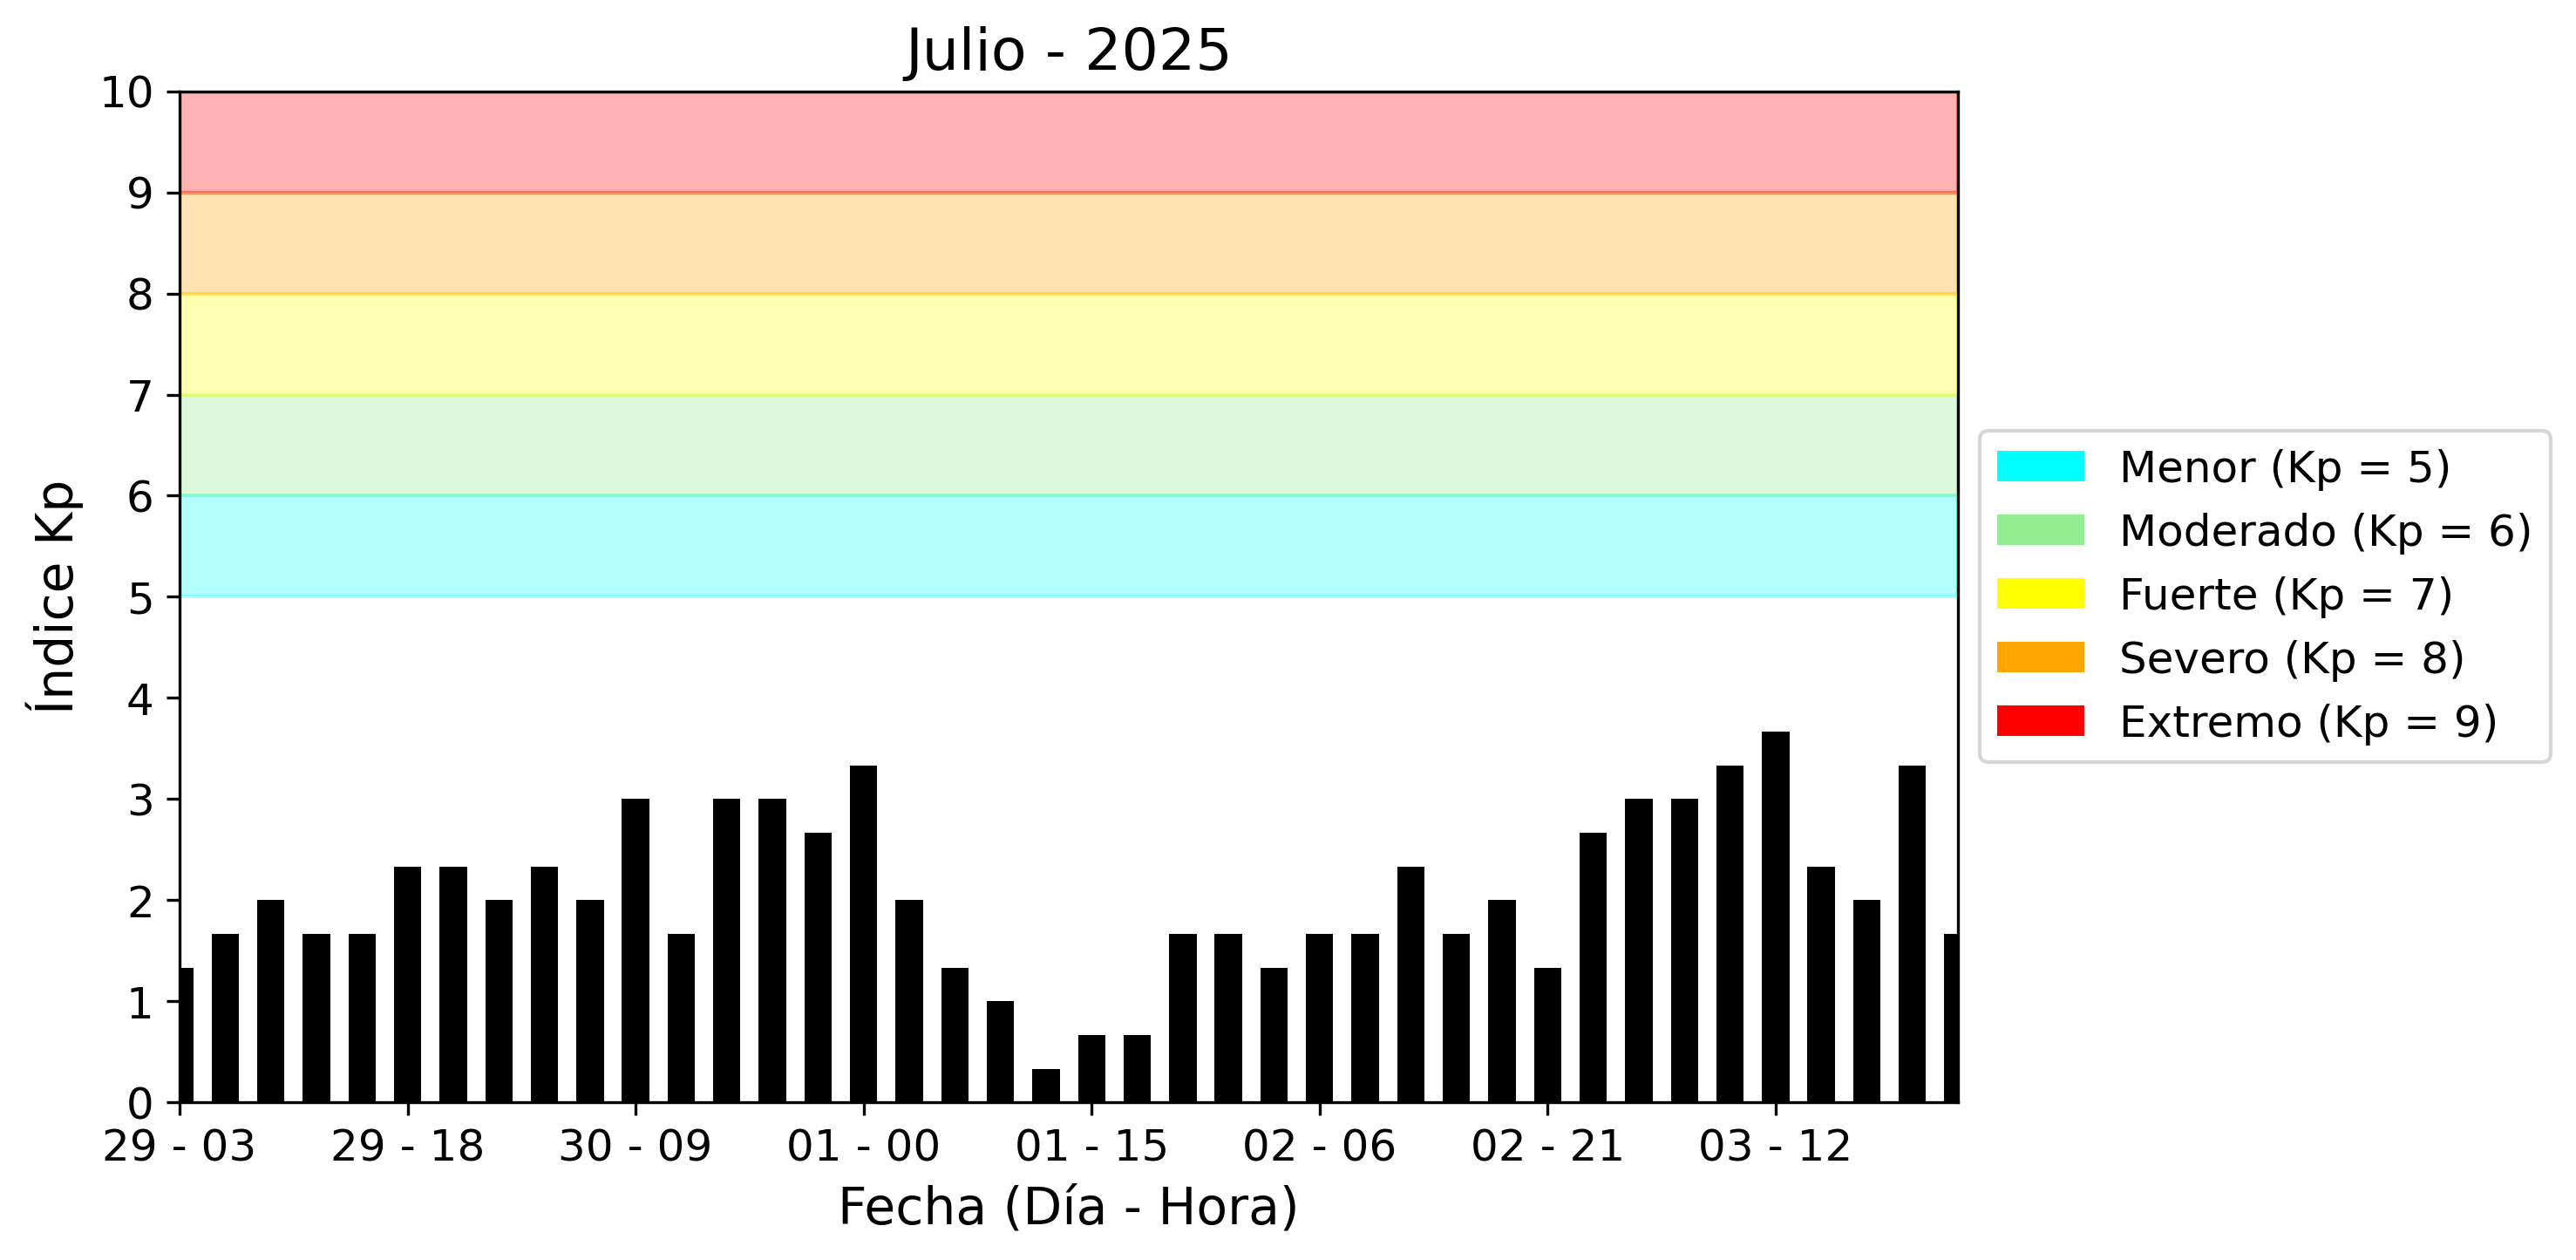 Julio - 2025
10
9
8
7
6
5
4
3
2
1
0
Índice Kp
29 - 03
29 - 18
30 - 09
01 - 00
01 - 15
02 - 06
02 - 21
03 - 12
Fecha (Día - Hora)
Menor (Kp = 5)
Moderado (Kp = 6)
Fuerte (Kp = 7)
Severo (Kp = 8)
Extremo (Kp = 9)